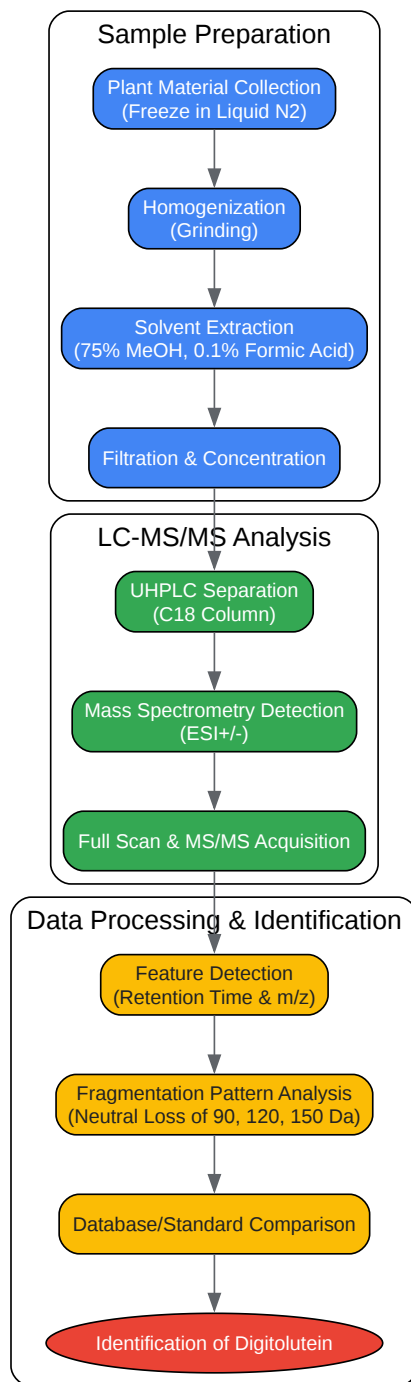 Sample Preparation
Plant Material Collection
(Freeze in Liquid N2)
Homogenization
(Grinding)
Solvent Extraction
(75% MeOH, 0.1% Formic Acid)
Filtration & Concentration
LC-MS/MS Analysis
UHPLC Separation
(C18 Column)
Mass Spectrometry Detection
(ESI+/-)
Full Scan & MS/MS Acquisition
Data Processing & Identification
Feature Detection
(Retention Time & m/z)
Fragmentation Pattern Analysis
(Neutral Loss of 90, 120, 150 Da)
Database/Standard Comparison
Identification of Digitolutein